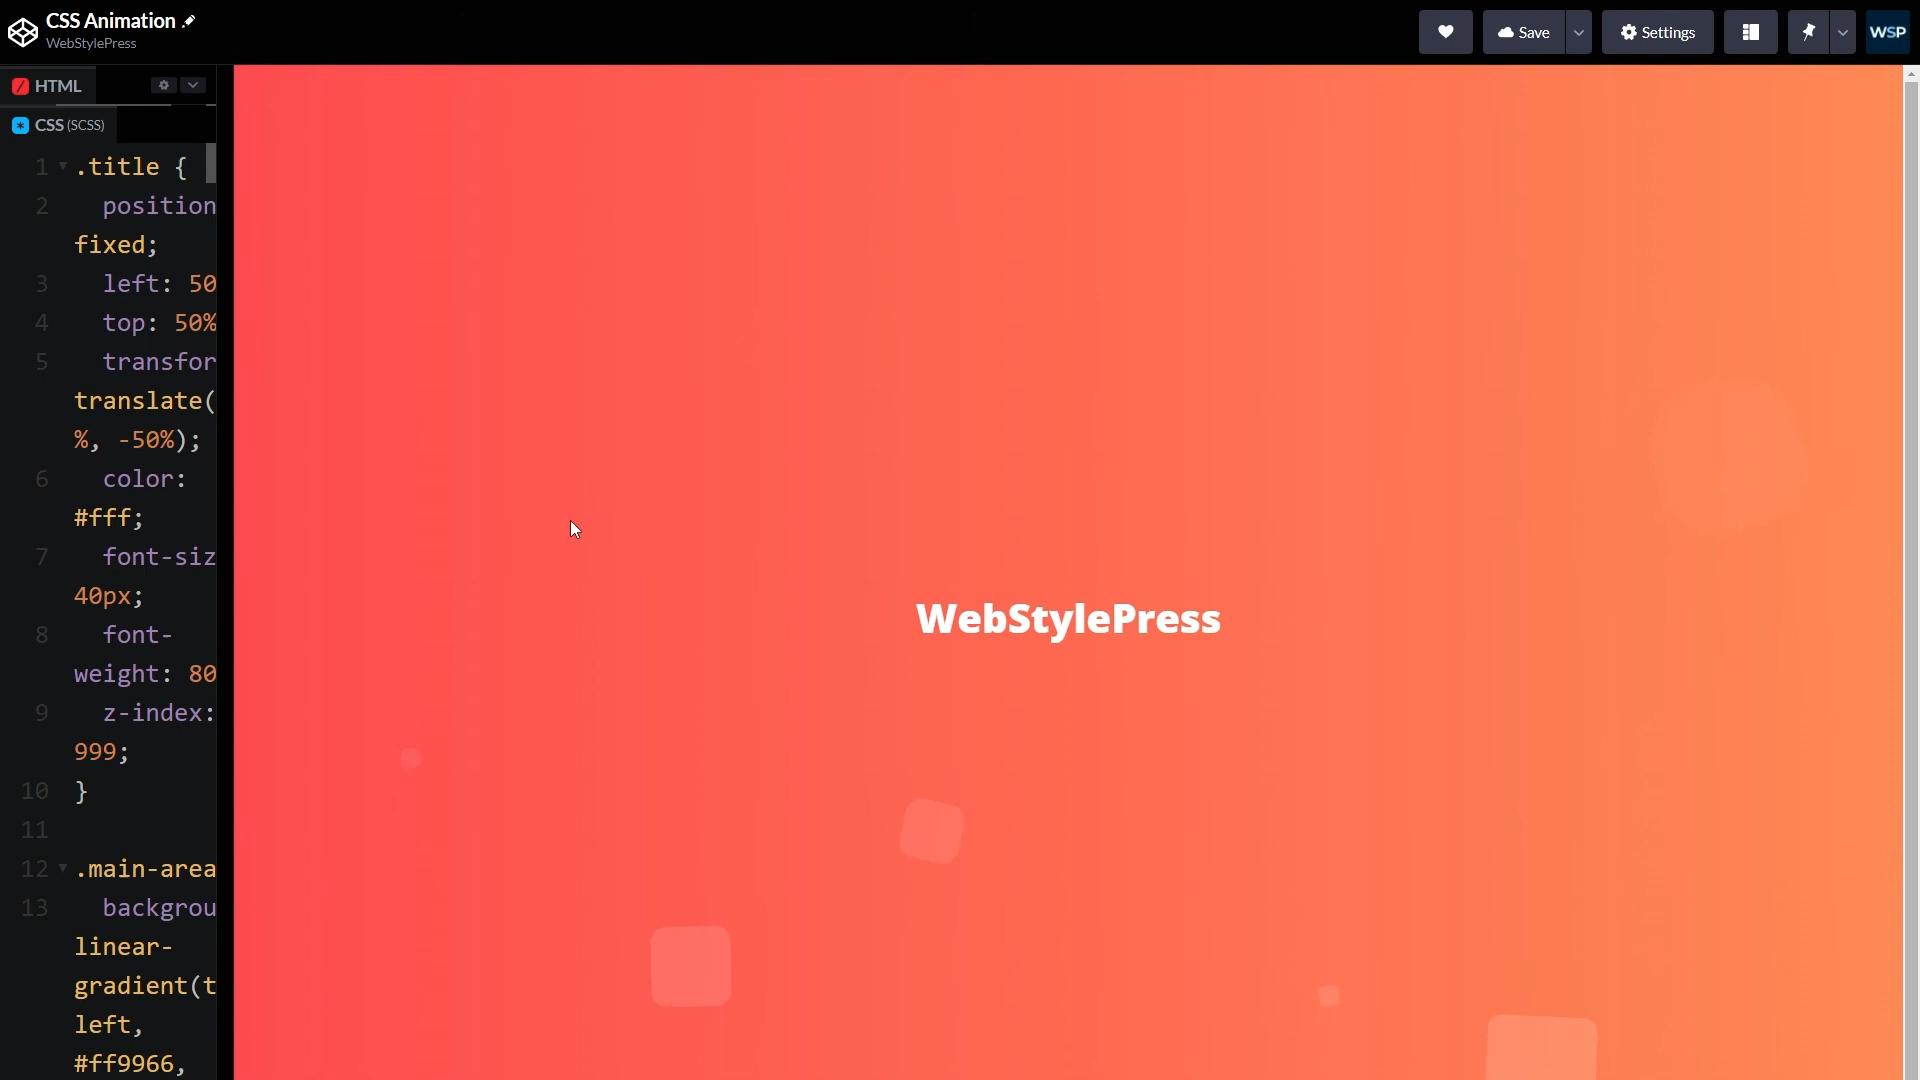 CSS Animation
WebStylePress
Save
Settings
WSP
HTML
CSS (SCSS)
1 .title {
2 position
fixed;
3 left: 50
4 top: 50%
5 transfor
translate(
%, -50%);
6 color:
#fff;
7 font-siz
40px;
8 font-
weight: 80
9 z-index:
999;
10 }
11
12 .main-area
13 backgrou
linear-
gradient(t
left,
#ff9966,
WebStylePress